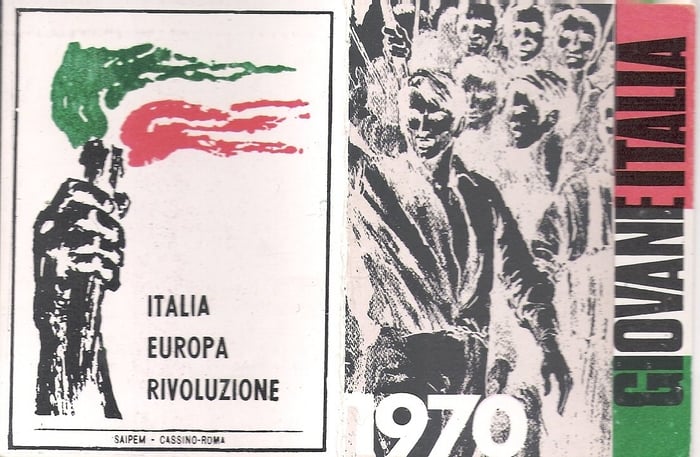 ITALIA
EUROPA
RIVOLUZIONE
SAIPEM - CASSINO-ROMA
1970
GIOVANE ITALIA